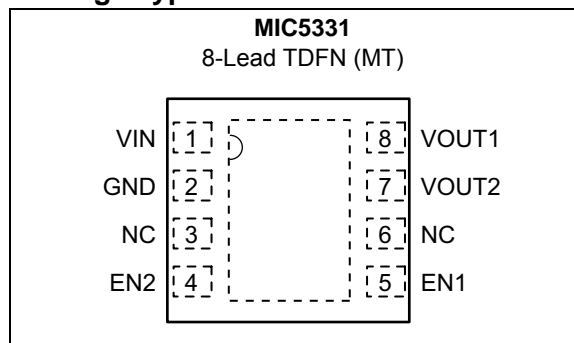 MIC5331
8-Lead TDFN (MT)
VIN 1 8 VOUT1
GND 2 7 VOUT2
NC 3 6 NC
EN2 4 5 EN1